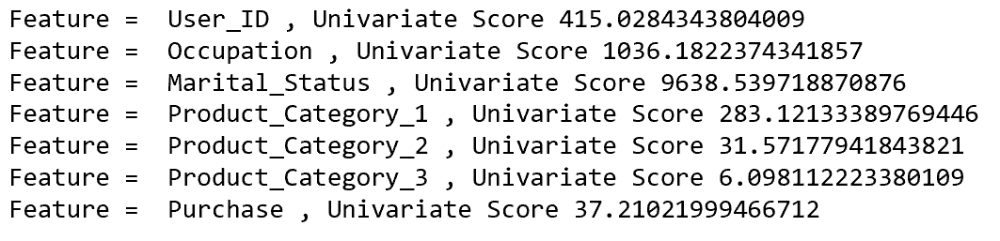 Feature =  User_ID , Univariate Score 415.0284343804009
Feature =  Occupation , Univariate Score 1036.1822374341857
Feature =  Marital_Status , Univariate Score 9638.539718870876
Feature =  Product_Category_1 , Univariate Score 283.12133389769446
Feature =  Product_Category_2 , Univariate Score 31.57177941843821
Feature =  Product_Category_3 , Univariate Score 6.098112223380109
Feature =  Purchase , Univariate Score 37.21021999466712